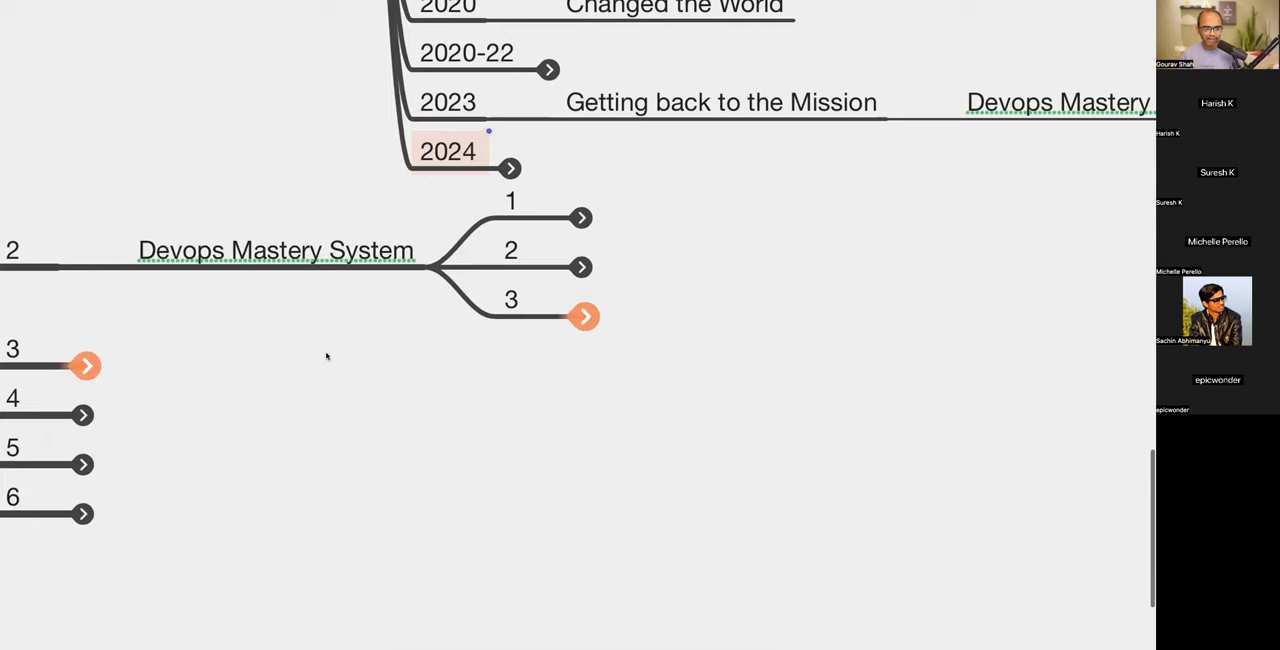 2020 Changed the World
2020-22
2023 Getting back to the Mission Devops Mastery
2024
1
2 Devops Mastery System 2
3
3
4
5
6
Gourav Shah
Harish K
Harish K
Suresh K
Suresh K
Michelle Perello
Michelle Perello
Sachin Abhimanyu
epicwonder
epicwonder